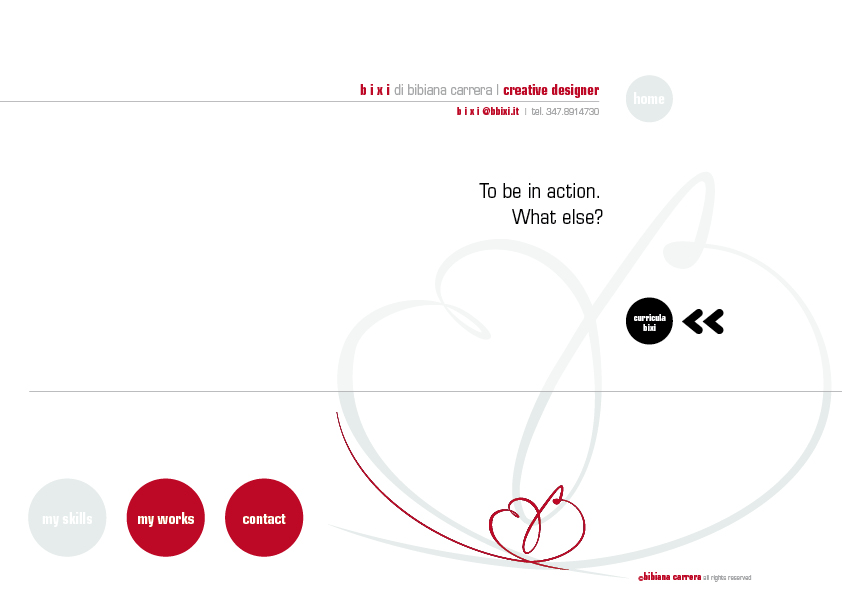 b i x i di bibiana carrera | creative designer
home
b i x i @bbixi.it | tel. 347.8914730
To be in action.
What else?
curricula
bixi
my skills
my works
contact
©bibiana carrera all rights reserved